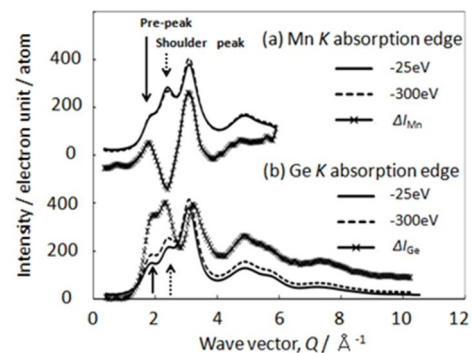 Pre-peak
Shoulder peak
(a) Mn K absorption edge
-25eV
-300eV
ΔI_Mn
(b) Ge K absorption edge
-25eV
-300eV
ΔI_Ge
Intensity / electron unit / atom
400
200
0
400
200
0
0 2 4 6 8 10 12
Wave vector, Q / Å⁻¹